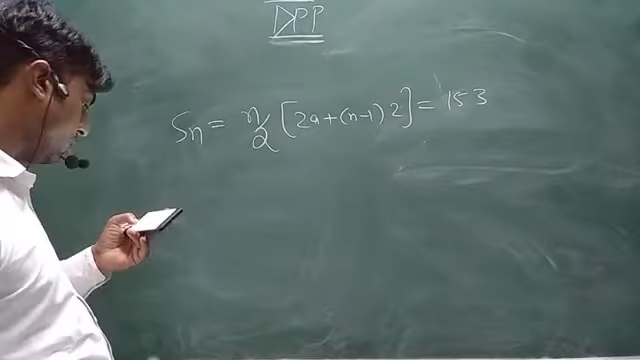 DPP
Sn = n/2 [2a+(n-1) 2] = 153